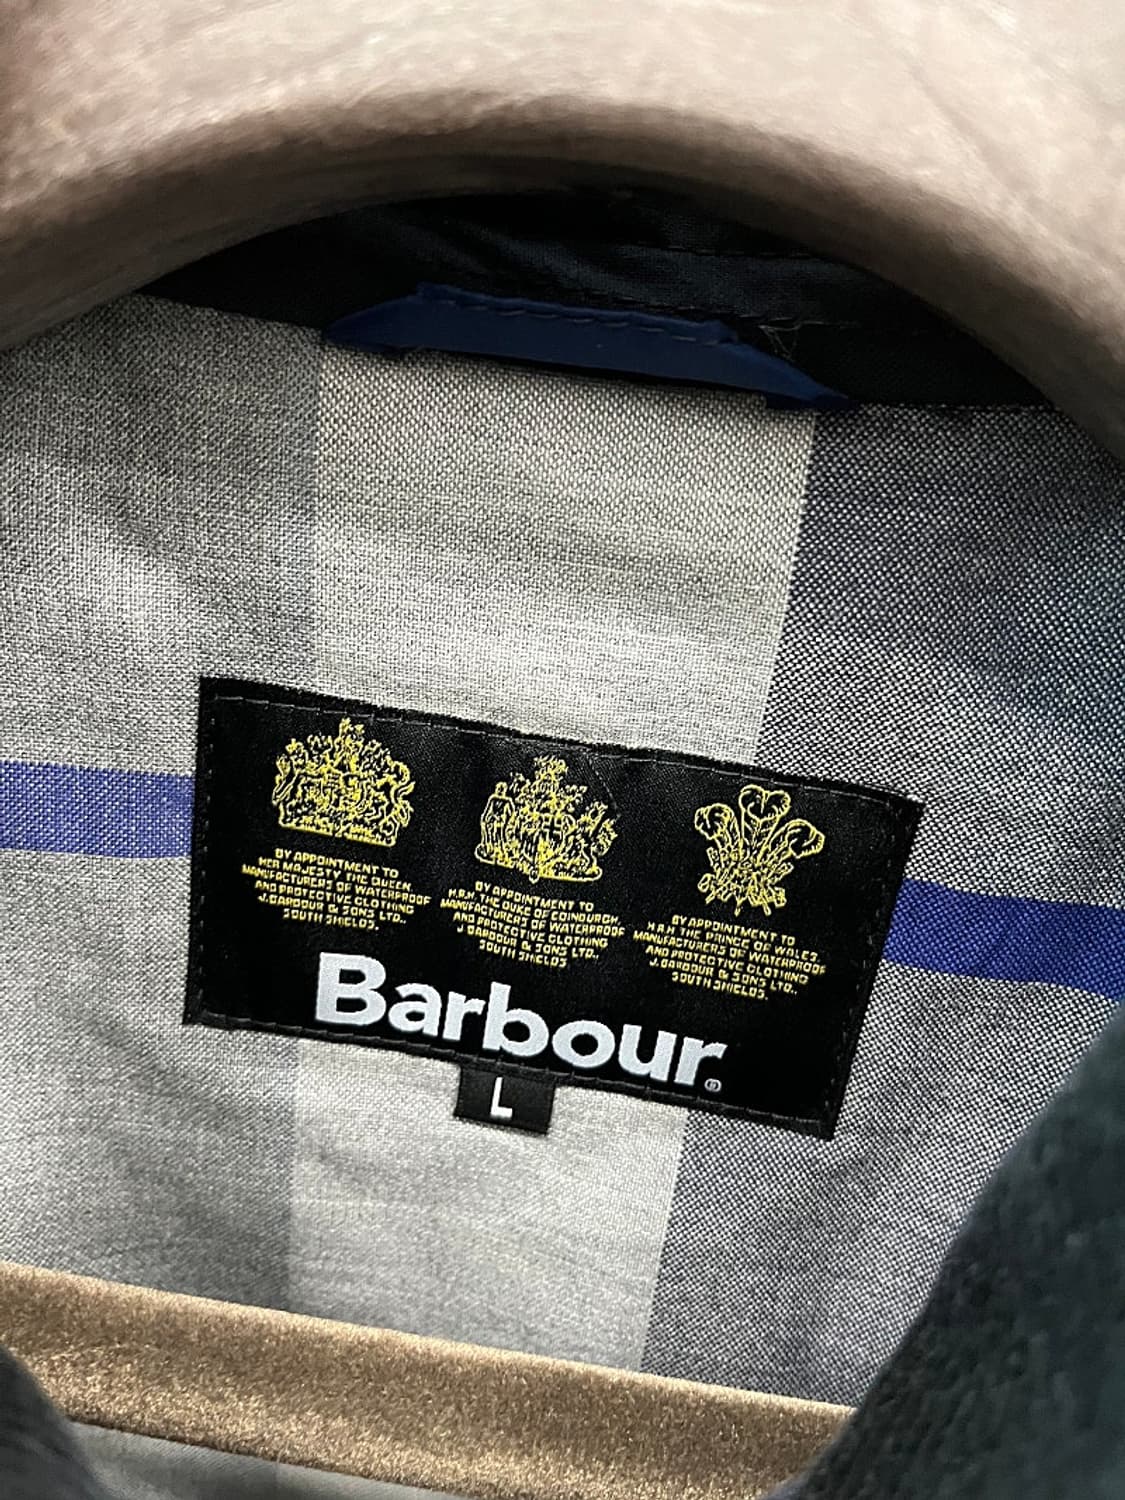 BY APPOINTMENT TO
HER MAJESTY THE QUEEN.
MANUFACTURERS OF WATERPROOF
AND PROTECTIVE CLOTHING
J.BARBOUR & SONS LTD..
SOUTH SHIELDS.
BY APPOINTMENT TO
H.R.H. THE DUKE OF EDINBURGH.
MANUFACTURERS OF WATERPROOF
AND PROTECTIVE CLOTHING
J BARBOUR & SONS LTD..
SOUTH SHIELDS
BY APPOINTMENT TO
H.R.H THE PRINCE OF WALES.
MANUFACTURERS OF WATERPROOF
AND PROTECTIVE CLOTHING
J.BARBOUR & SONS LTD..
SOUTH SHIELDS.
Barbour®
L